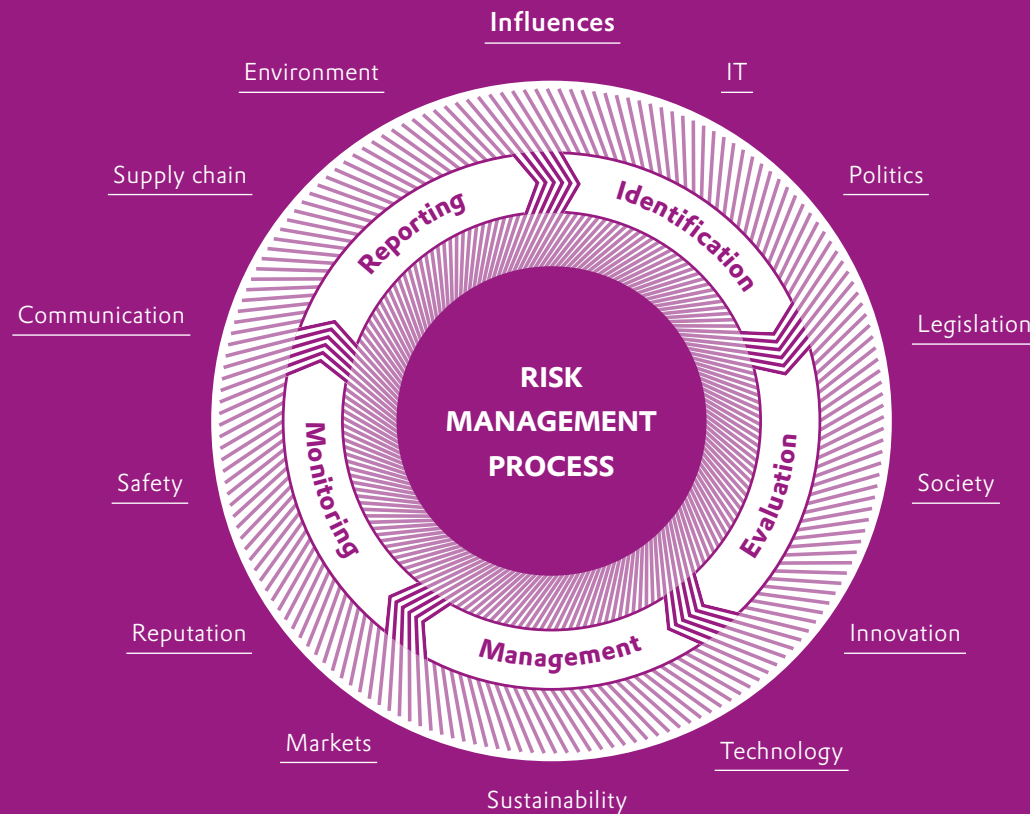 Influences
Environment
IT
Supply chain
Politics
Reporting
Identification
Communication
Legislation
RISK
MANAGEMENT
PROCESS
Monitoring
Evaluation
Safety
Society
Reputation
Innovation
Management
Markets
Technology
Sustainability